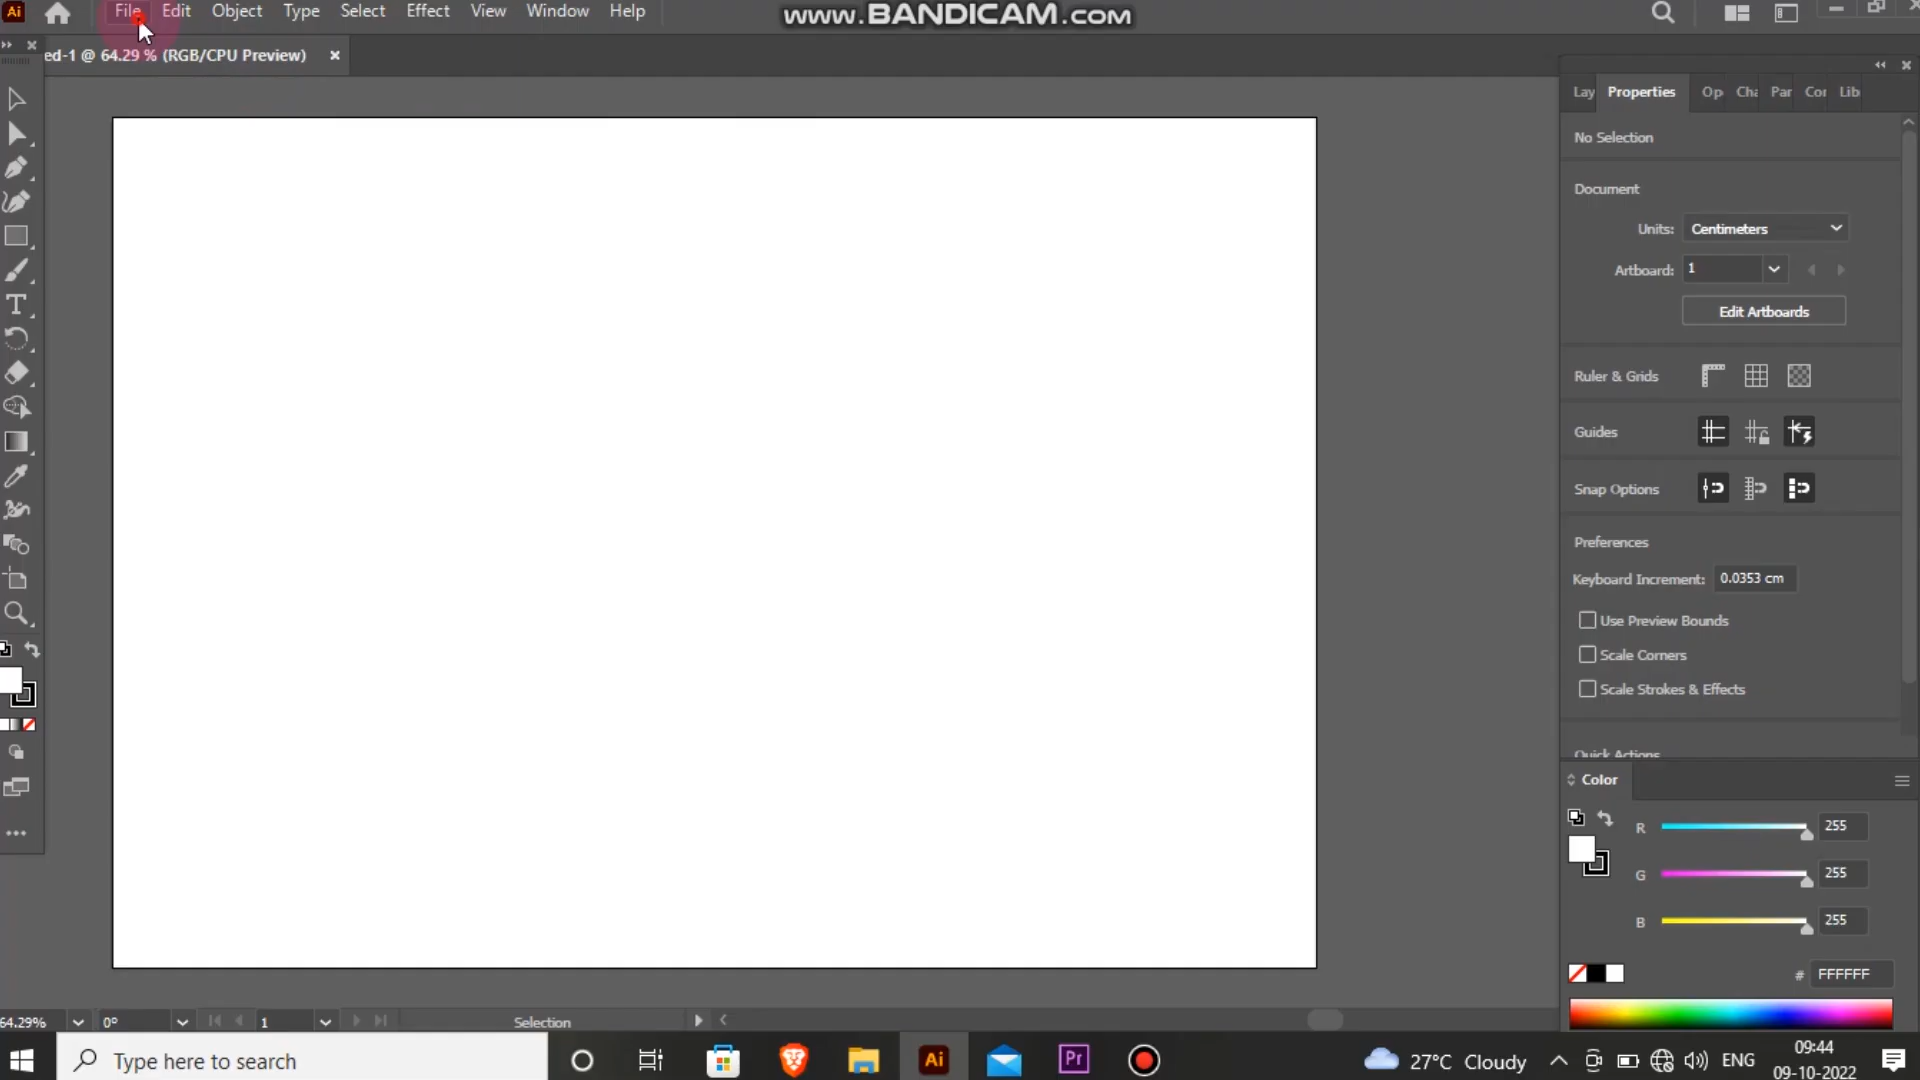 Ai File Edit Object Type Select Effect View Window Help
www.BANDICAM.com
ed-1 @ 64.29 % (RGB/CPU Preview)
Lay Properties Op Cha Par Cor Lib
No Selection
Document
Units: Centimeters
Artboard: 1
Edit Artboards
Ruler & Grids
Guides
Snap Options
Preferences
Keyboard Increment: 0.0353 cm
Use Preview Bounds
Scale Corners
Scale Strokes & Effects
Quick Actions
Color
R 255
G 255
B 255
# FFFFFF
64.29% 0° 1 Selection
Type here to search
Ai
Pr
27°C Cloudy
ENG
09:44
09-10-2022